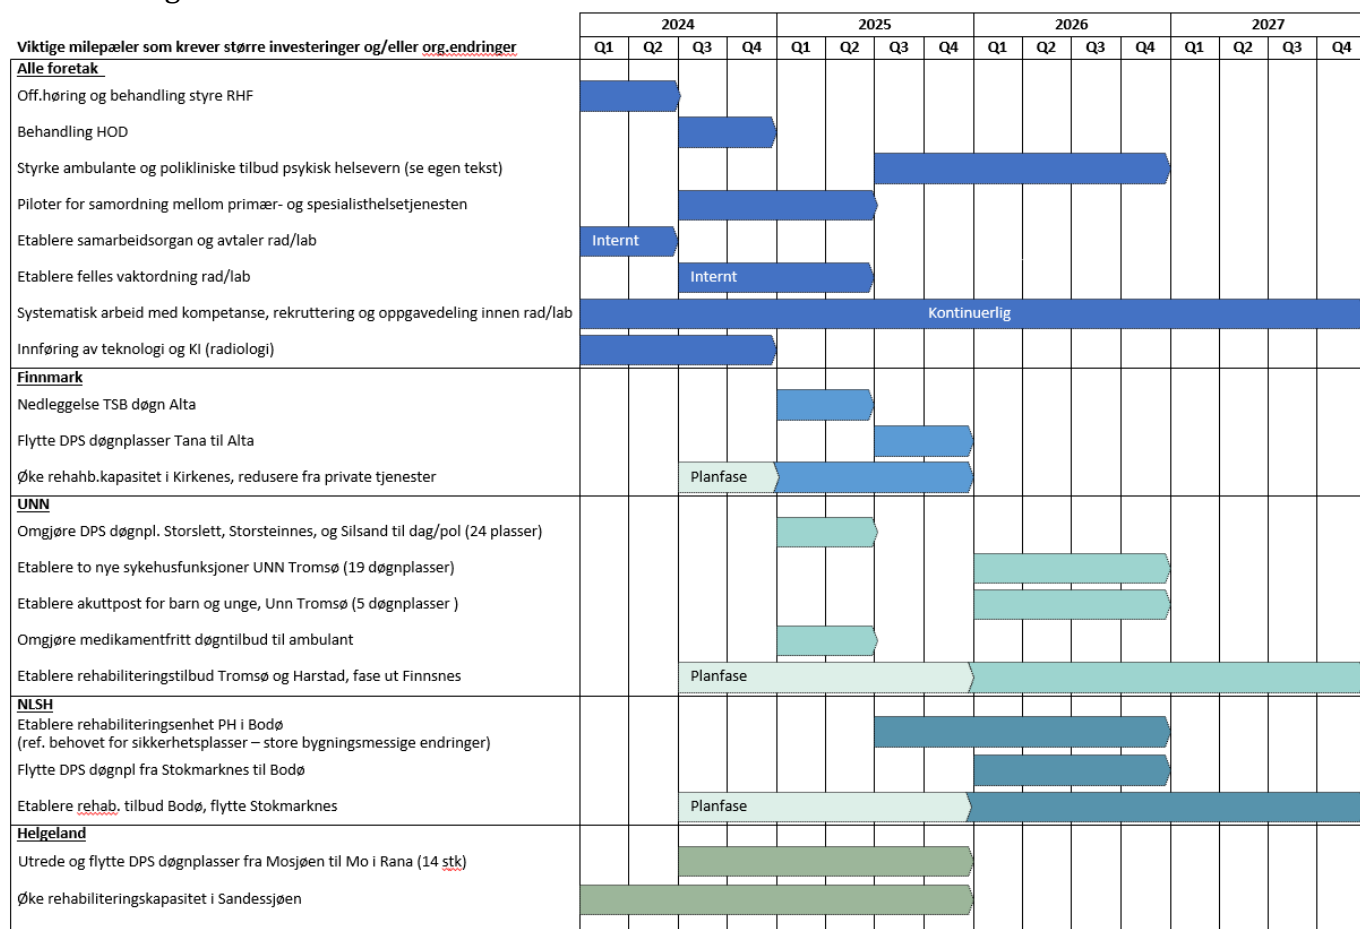 2024 2025 2026 2027
Viktige milepæler som krever større investeringer og/eller org.endringer Q1 Q2 Q3 Q4 Q1 Q2 Q3 Q4 Q1 Q2 Q3 Q4 Q1 Q2 Q3 Q4
Alle foretak
Off.høring og behandling styre RHF
Behandling HOD
Styrke ambulante og polikliniske tilbud psykisk helsevern (se egen tekst)
Piloter for samordning mellom primær- og spesialisthelsetjenesten
Etablere samarbeidsorgan og avtaler rad/lab Internt
Etablere felles vaktordning rad/lab Internt
Systematisk arbeid med kompetanse, rekruttering og oppgavedeling innen rad/lab Kontinuerlig
Innføring av teknologi og KI (radiologi)
Finnmark
Nedleggelse TSB døgn Alta
Flytte DPS døgnplasser Tana til Alta
Øke rehahb.kapasitet i Kirkenes, redusere fra private tjenester Planfase
UNN
Omgjøre DPS døgnpl. Storslett, Storsteinnes, og Silsand til dag/pol (24 plasser)
Etablere to nye sykehusfunksjoner UNN Tromsø (19 døgnplasser)
Etablere akuttpost for barn og unge, Unn Tromsø (5 døgnplasser )
Omgjøre medikamentfritt døgntilbud til ambulant
Etablere rehabiliteringstilbud Tromsø og Harstad, fase ut Finnsnes Planfase
NLSH
Etablere rehabiliteringsenhet PH i Bodø
(ref. behovet for sikkerhetsplasser – store bygningsmessige endringer)
Flytte DPS døgnpl fra Stokmarknes til Bodø
Etablere rehab. tilbud Bodø, flytte Stokmarknes Planfase
Helgeland
Utrede og flytte DPS døgnplasser fra Mosjøen til Mo i Rana (14 stk)
Øke rehabiliteringskapasitet i Sandessjøen